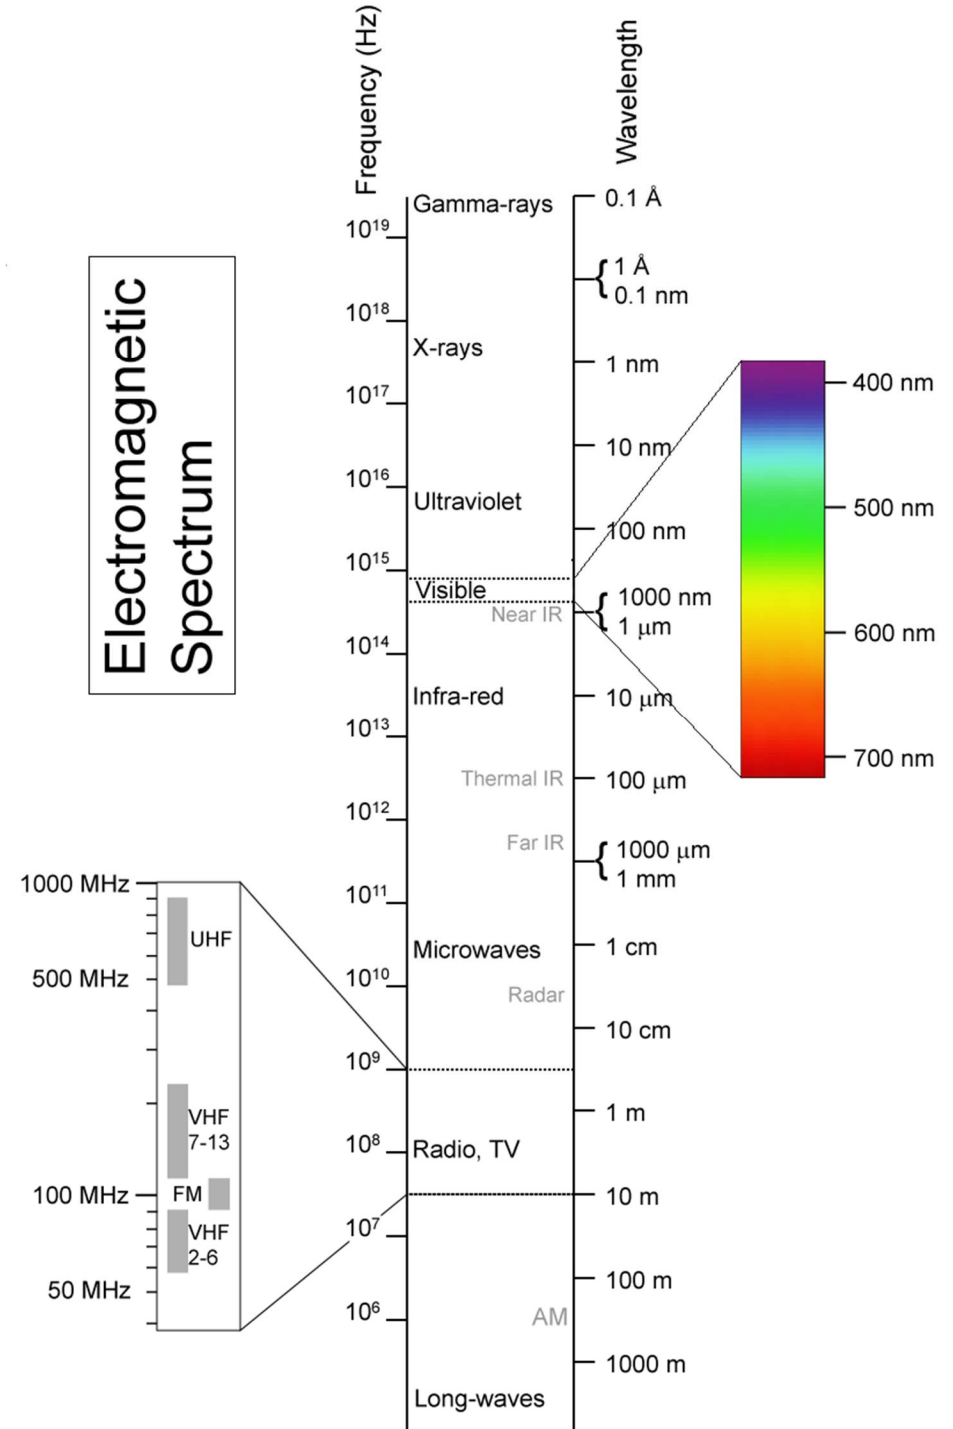 Frequency (Hz)
Wavelength
Electromagnetic
Spectrum
Gamma-rays
0.1 Å
10¹⁹
1 Å
0.1 nm
10¹⁸
X-rays
1 nm
10¹⁷
10 nm
10¹⁶
Ultraviolet
100 nm
10¹⁵
Visible
1000 nm
Near IR
1 μm
10¹⁴
Infra-red
10 μm
10¹³
Thermal IR
100 μm
10¹²
Far IR
1000 μm
1 mm
10¹¹
Microwaves
1 cm
10¹⁰
Radar
10 cm
10⁹
1 m
10⁸
Radio, TV
10 m
10⁷
100 m
10⁶
AM
1000 m
Long-waves
400 nm
500 nm
600 nm
700 nm
1000 MHz
UHF
500 MHz
VHF
7-13
FM
100 MHz
VHF
2-6
50 MHz